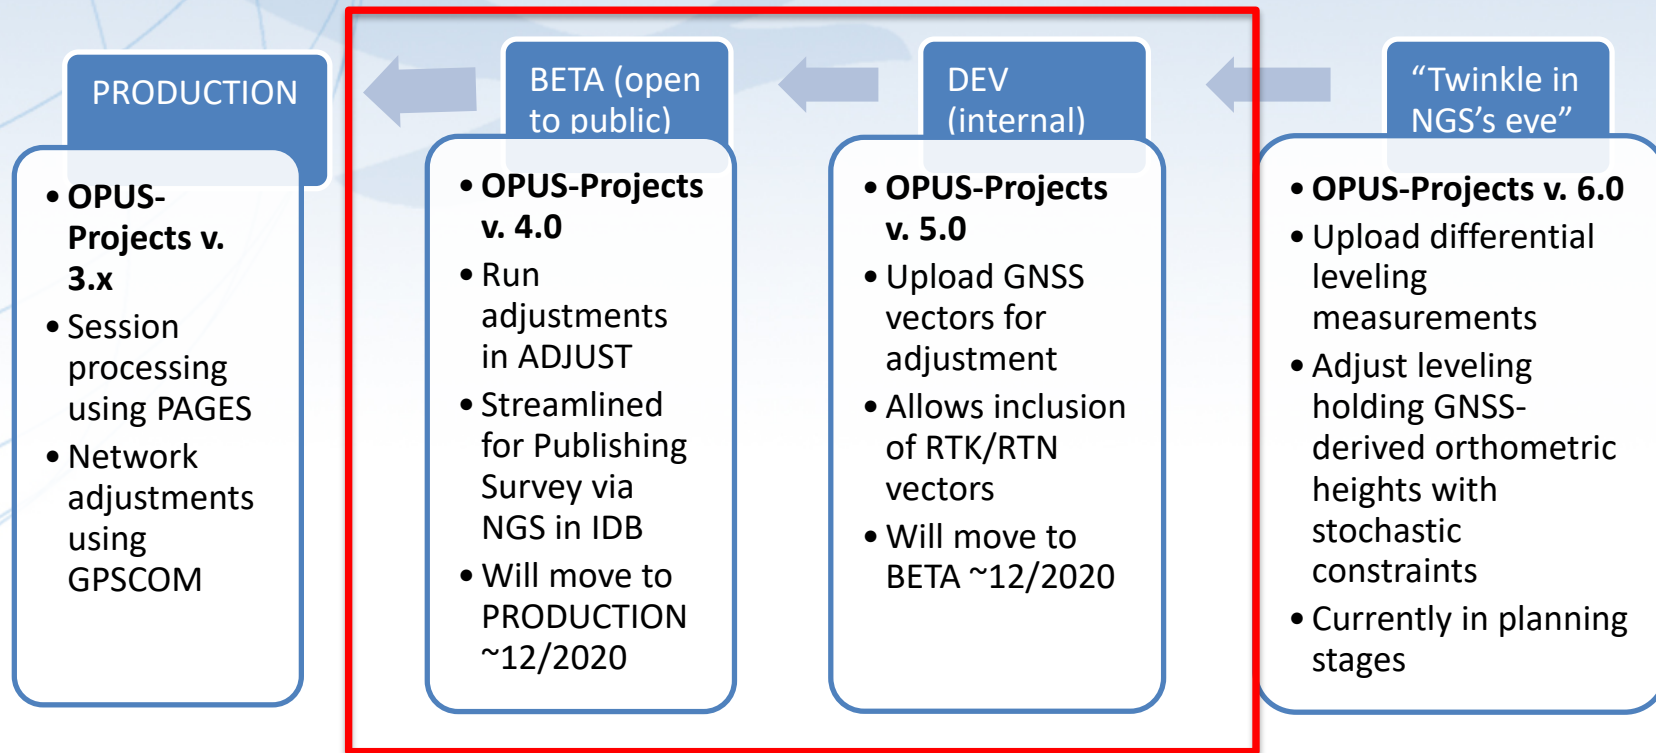 PRODUCTION
• OPUS-
Projects v.
3.x
• Session
processing
using PAGES
• Network
adjustments
using
GPSCOM
BETA (open
to public)
• OPUS-Projects
v. 4.0
• Run
adjustments
in ADJUST
• Streamlined
for Publishing
Survey via
NGS in IDB
• Will move to
PRODUCTION
~12/2020
DEV
(internal)
• OPUS-Projects
v. 5.0
• Upload GNSS
vectors for
adjustment
• Allows inclusion
of RTK/RTN
vectors
• Will move to
BETA ~12/2020
“Twinkle in
NGS’s eye”
• OPUS-Projects v. 6.0
• Upload differential
leveling
measurements
• Adjust leveling
holding GNSS-
derived orthometric
heights with
stochastic
constraints
• Currently in planning
stages